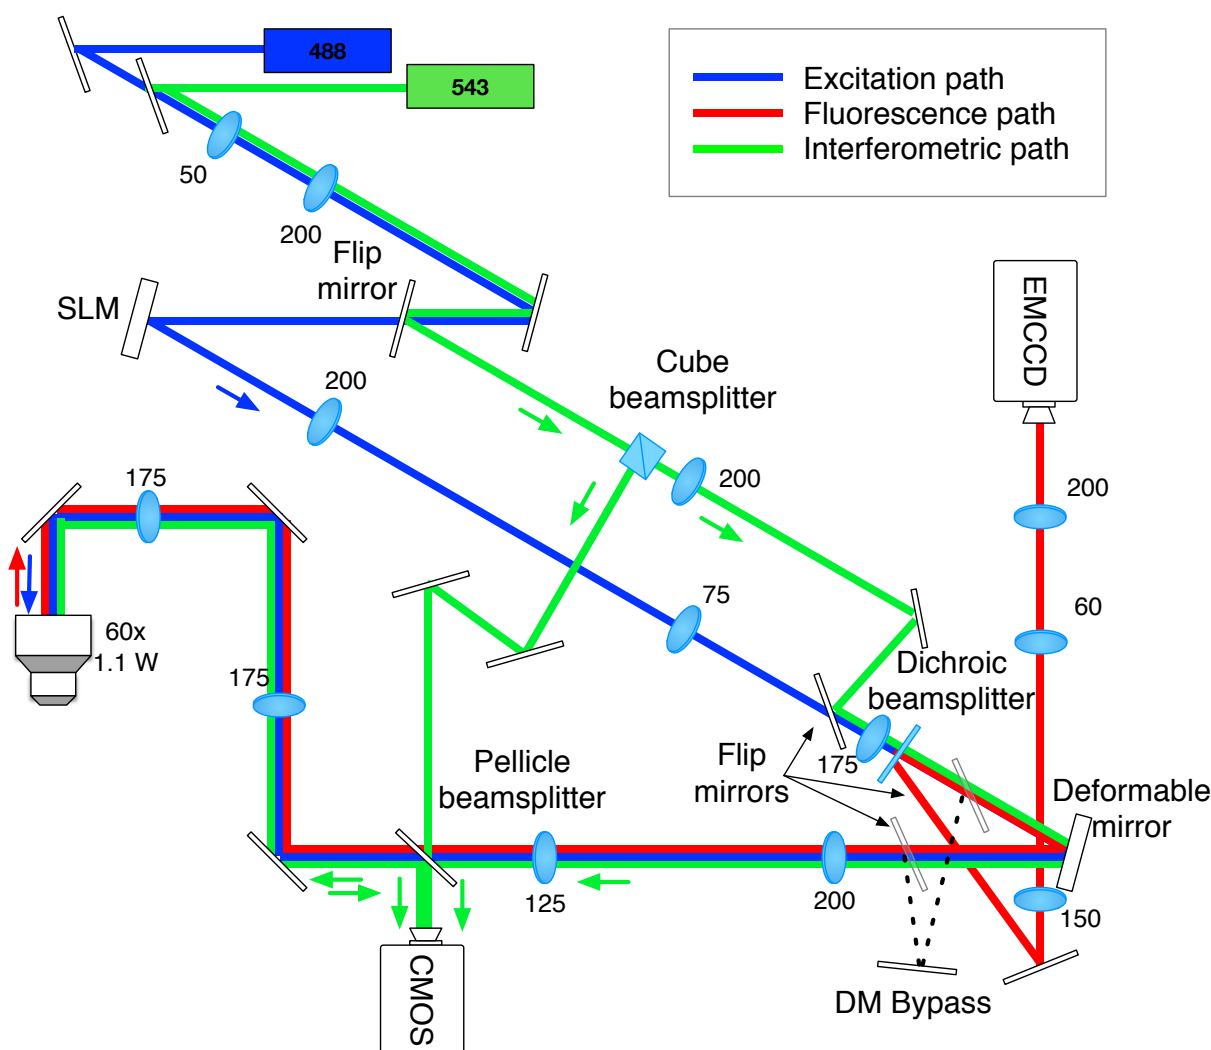 488
543
Excitation path
Fluorescence path
Interferometric path
50
200
Flip
mirror
SLM
EMCCD
Cube
beamsplitter
200
200
175
200
60
75
60x
1.1 W
175
Dichroic
beamsplitter
Pellicle
beamsplitter
Flip
mirrors
175
Deformable
mirror
125
200
150
CMOS
DM Bypass